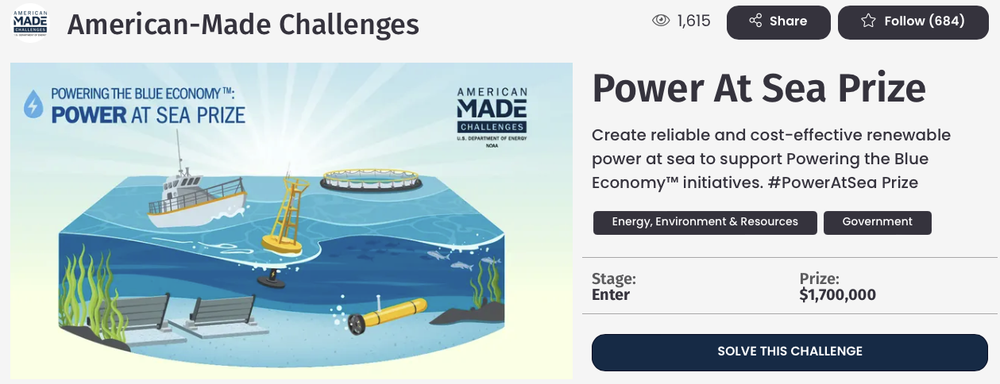 AMERICAN
MADE
CHALLENGES
U.S. DEPARTMENT OF ENERGY
American-Made Challenges
1,615
Share
Follow (684)
POWERING THE BLUE ECONOMY™:
POWER AT SEA PRIZE
AMERICAN
MADE
CHALLENGES
U.S. DEPARTMENT OF ENERGY
NOAA
Power At Sea Prize
Create reliable and cost-effective renewable
power at sea to support Powering the Blue
Economy™ initiatives. #PowerAtSea Prize
Energy, Environment & Resources
Government
Stage:
Enter
Prize:
$1,700,000
SOLVE THIS CHALLENGE